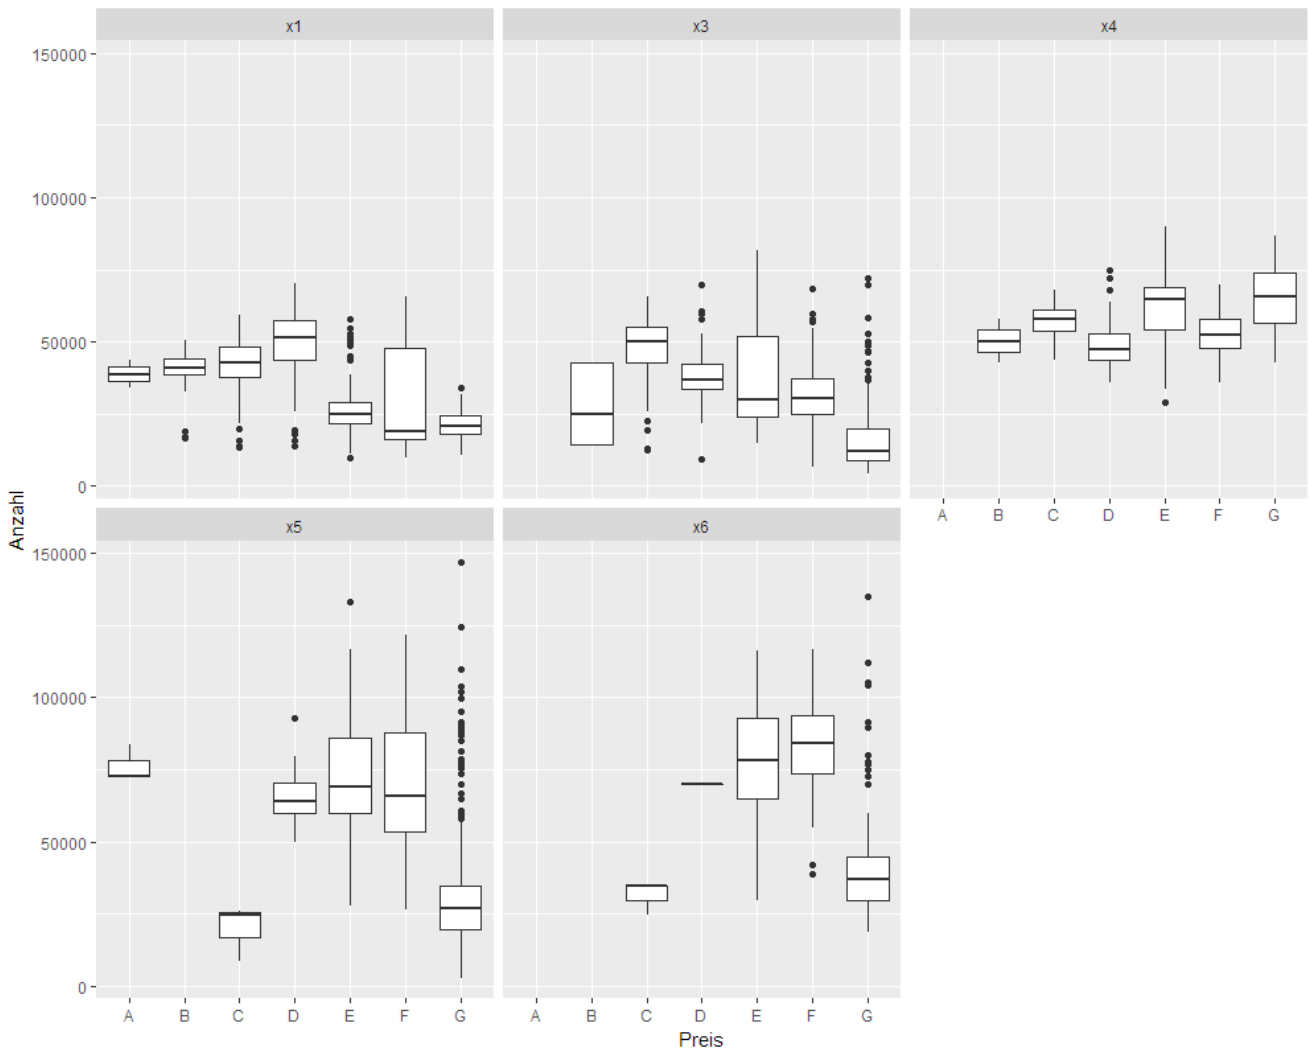 x1 x3 x4
150000
100000
50000
0
A B C D E F G
Anzahl
x5 x6
150000
100000
50000
0
A B C D E F G A B C D E F G
Preis